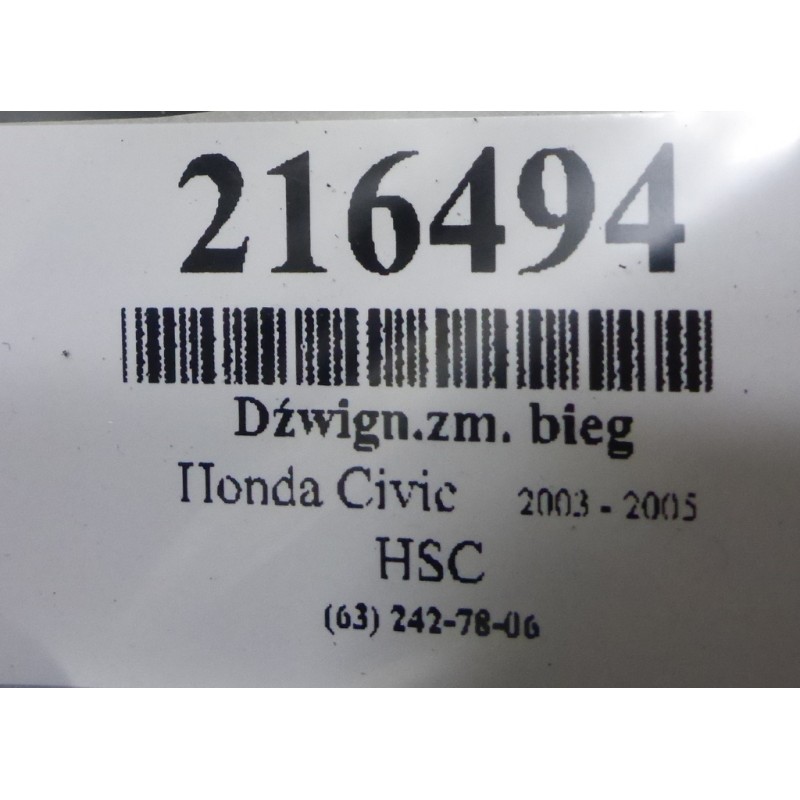 216494
Dźwign.zm. bieg
Honda Civic 2003 - 2005
HSC
(63) 242-78-06